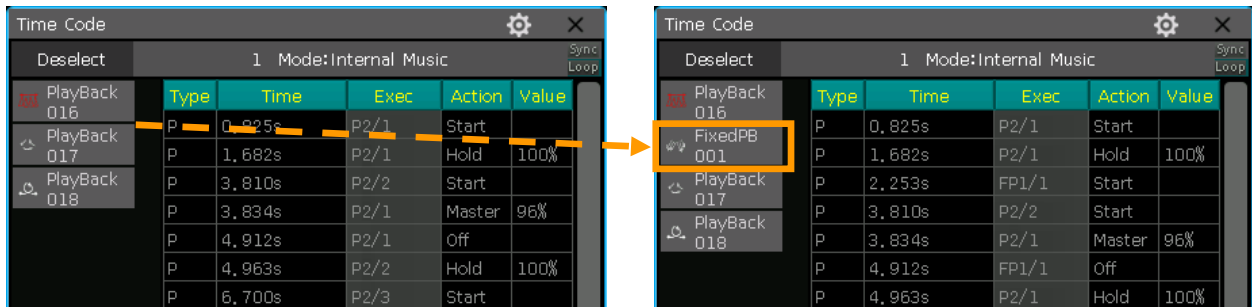 Time Code
Deselect 1 Mode:Internal Music Sync Loop
PlayBack 016
PlayBack 017
PlayBack 018
Type Time Exec Action Value
P 0.825s P2/1 Start
P 1.682s P2/1 Hold 100%
P 3.810s P2/2 Start
P 3.834s P2/1 Master 96%
P 4.912s P2/1 Off
P 4.963s P2/2 Hold 100%
P 6.700s P2/3 Start
Time Code
Deselect 1 Mode:Internal Music Sync Loop
PlayBack 016
FixedPB 001
PlayBack 017
PlayBack 018
Type Time Exec Action Value
P 0.825s P2/1 Start
P 1.682s P2/1 Hold 100%
P 2.253s FP1/1 Start
P 3.810s P2/2 Start
P 3.834s P2/1 Master 96%
P 4.912s FP1/1 Off
P 4.963s P2/1 Hold 100%